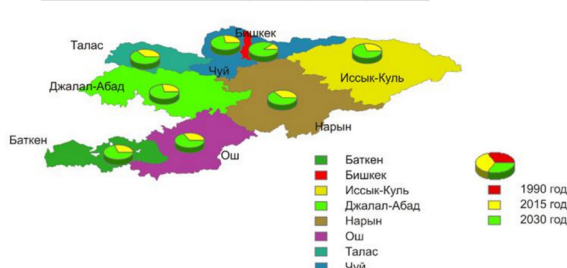 Бишкек
Талас
Чуй
Иссык-Куль
Джалал-Абад
Нарын
Баткен
Ош
Баткен
Бишкек
Иссык-Куль
Джалал-Абад
Нарын
Ош
Талас
Чуй
1990 год
2015 год
2030 год